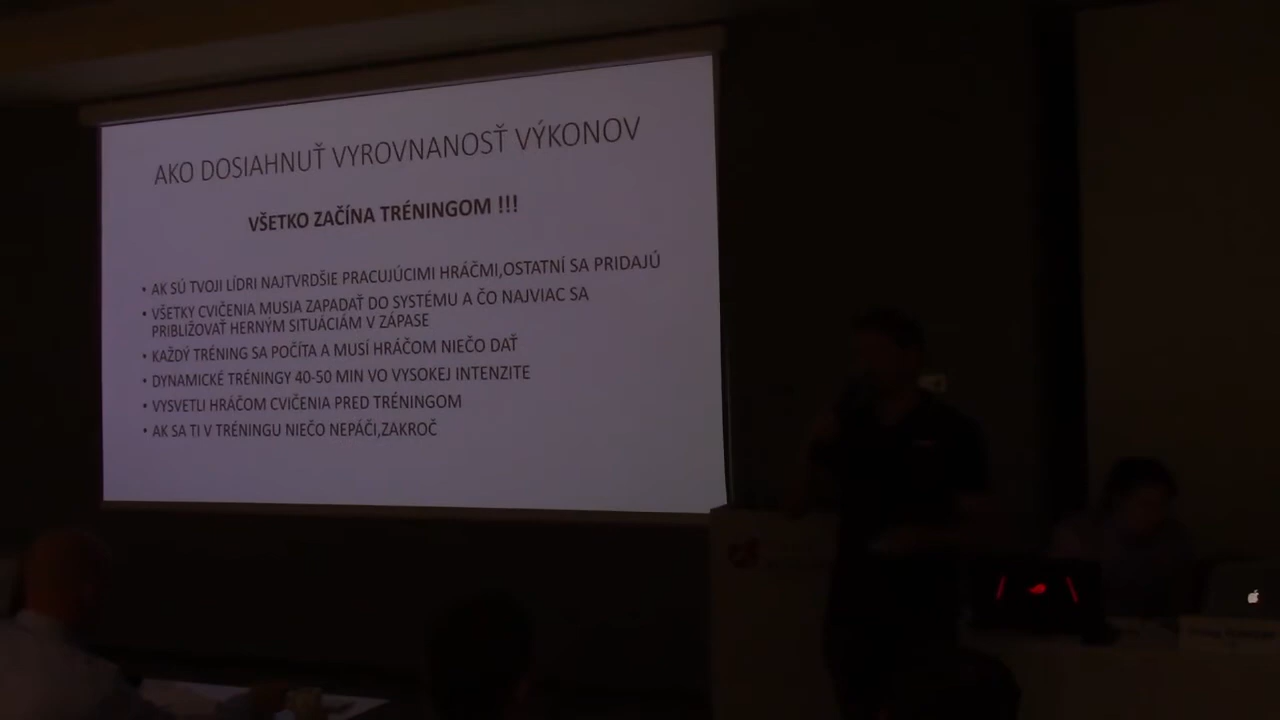 AKO DOSIAHNUŤ VYROVNANOSŤ VÝKONOV
VŠETKO ZAČÍNA TRÉNINGOM !!!
• AK SÚ TVOJI LÍDRI NAJTVRDŠIE PRACUJÚCIMI HRÁČMI,OSTATNÍ SA PRIDAJÚ
• VŠETKY CVIČENIA MUSIA ZAPADAŤ DO SYSTÉMU A ČO NAJVIAC SA
PRIBLIŽOVAŤ HERNÝM SITUÁCIÁM V ZÁPASE
• KAŽDÝ TRÉNING SA POČÍTA A MUSÍ HRÁČOM NIEČO DAŤ
• DYNAMICKÉ TRÉNINGY 40-50 MIN VO VYSOKEJ INTENZITE
• VYSVETLI HRÁČOM CVIČENIA PRED TRÉNINGOM
• AK SA TI V TRÉNINGU NIEČO NEPÁČI,ZAKROČ